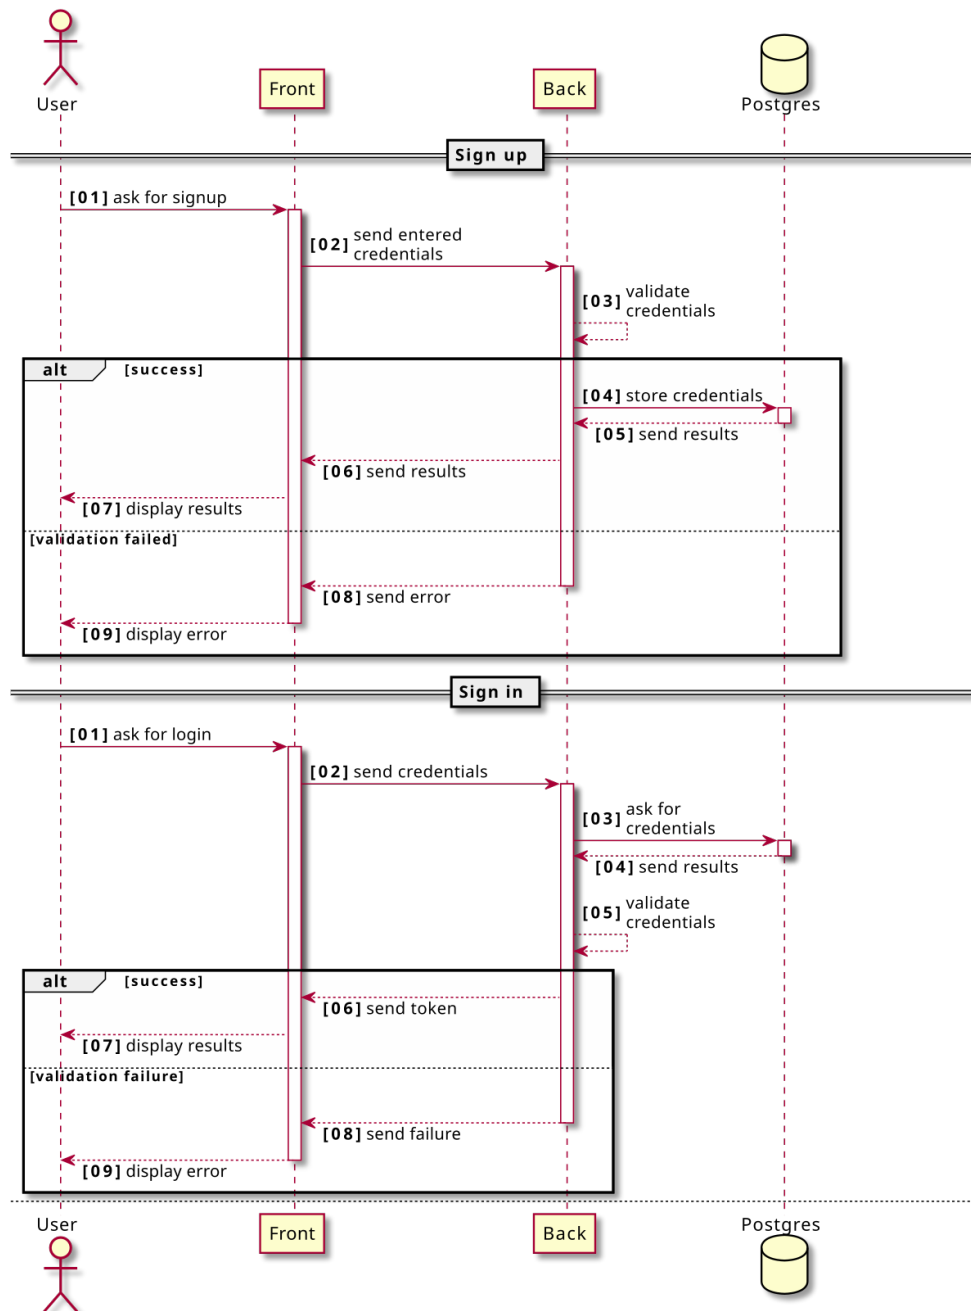 User
Front
Back
Postgres
Sign up
[01] ask for signup
[02] send entered
credentials
[03] validate
credentials
alt [success]
[04] store credentials
[05] send results
[06] send results
[07] display results
[validation failed]
[08] send error
[09] display error
Sign in
[01] ask for login
[02] send credentials
[03] ask for
credentials
[04] send results
[05] validate
credentials
alt [success]
[06] send token
[07] display results
[validation failure]
[08] send failure
[09] display error
User
Front
Back
Postgres